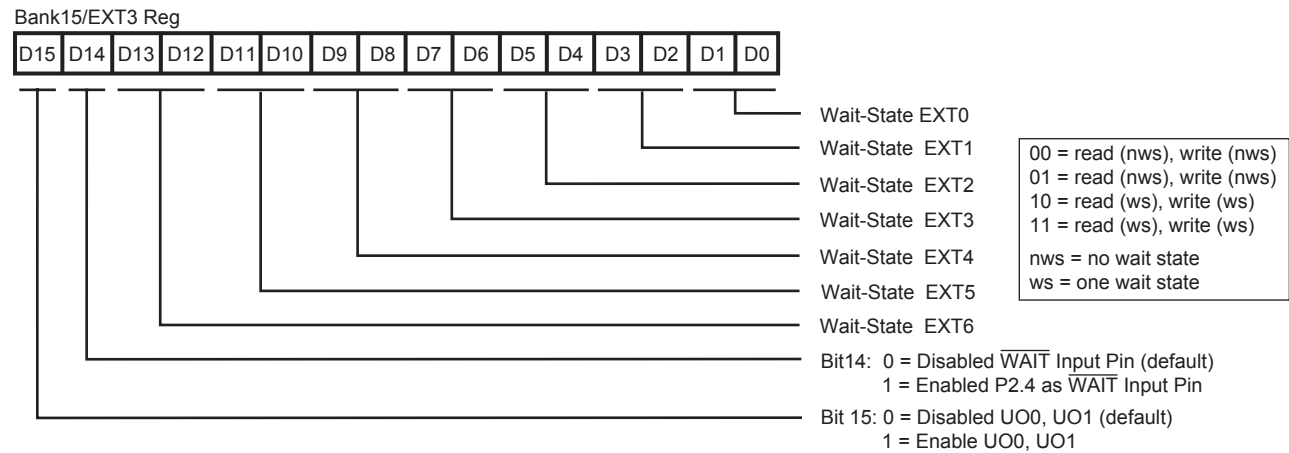 Bank15/EXT3 Reg
D15 D14 D13 D12 D11 D10 D9 D8 D7 D6 D5 D4 D3 D2 D1 D0
Wait-State EXT0
Wait-State EXT1
Wait-State EXT2
Wait-State EXT3
Wait-State EXT4
Wait-State EXT5
Wait-State EXT6
Bit14: 0 = Disabled WAIT Input Pin (default)
1 = Enabled P2.4 as WAIT Input Pin
Bit 15: 0 = Disabled UO0, UO1 (default)
1 = Enable UO0, UO1
00 = read (nws), write (nws)
01 = read (nws), write (nws)
10 = read (ws), write (ws)
11 = read (ws), write (ws)
nws = no wait state
ws = one wait state